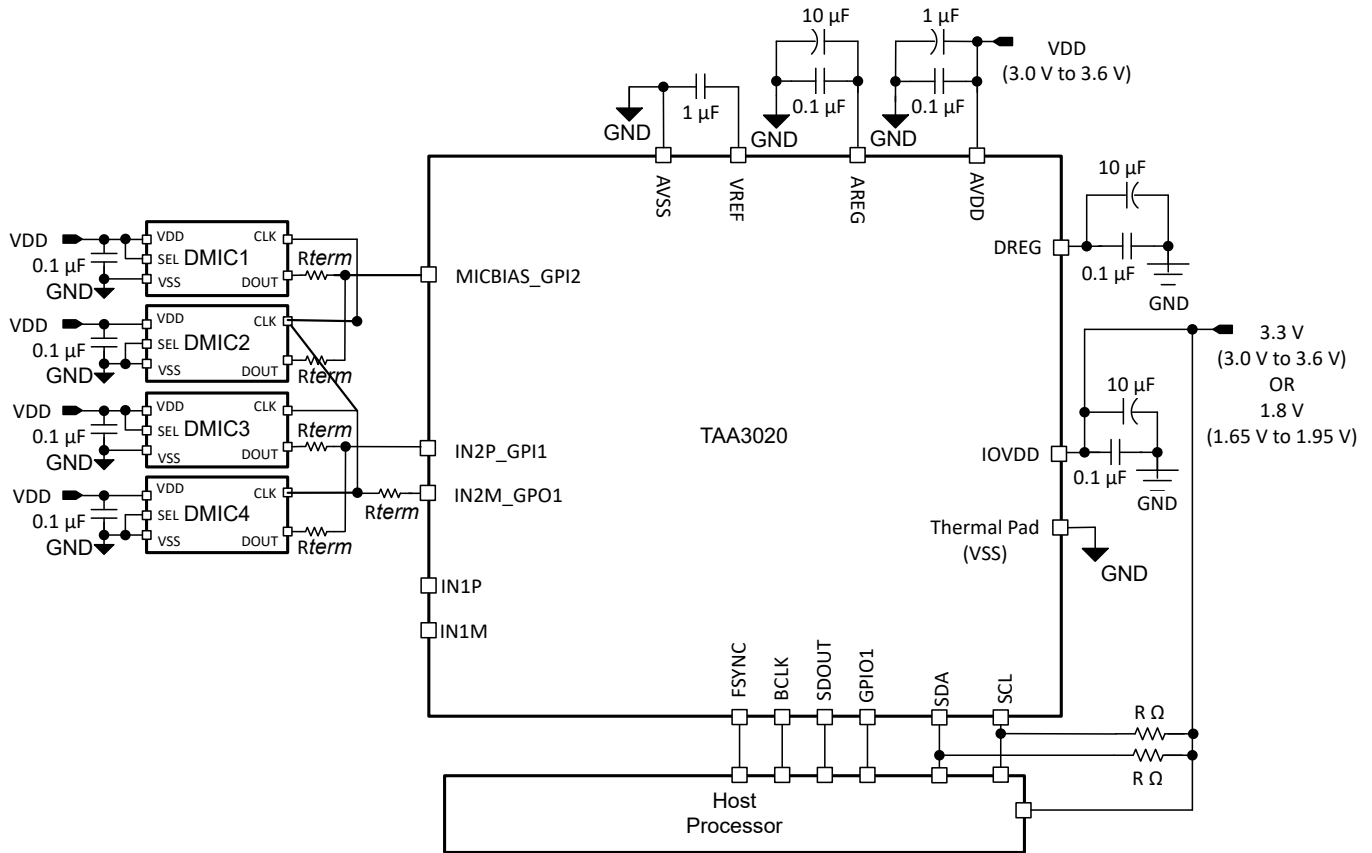 10 µF
0.1 µF
GND
1 µF
0.1 µF
GND
VDD
(3.0 V to 3.6 V)
1 µF
GND
AVSS
VREF
AREG
AVDD
10 µF
DREG
0.1 µF
GND
VDD
0.1 µF
GND
VDD
SEL
VSS
DMIC1
CLK
DOUT
Rterm
MICBIAS_GPI2
VDD
0.1 µF
GND
VDD
SEL
VSS
DMIC2
CLK
DOUT
Rterm
VDD
0.1 µF
GND
VDD
SEL
VSS
DMIC3
CLK
DOUT
Rterm
IN2P_GPI1
VDD
0.1 µF
GND
VDD
SEL
VSS
DMIC4
CLK
DOUT
Rterm
Rterm
IN2M_GPO1
IN1P
IN1M
TAA3020
3.3 V
(3.0 V to 3.6 V)
OR
1.8 V
(1.65 V to 1.95 V)
10 µF
IOVDD
0.1 µF
GND
Thermal Pad
(VSS)
GND
FSYNC
BCLK
SDOUT
GPIO1
SDA
SCL
R Ω
R Ω
Host
Processor